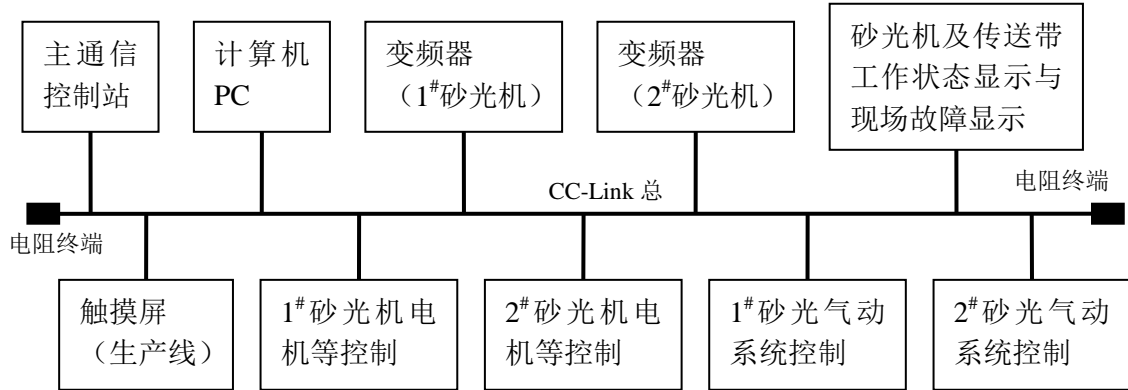 主通信
控制站
计算机
PC
变频器
（1#砂光机）
变频器
（2#砂光机）
砂光机及传送带
工作状态显示与
现场故障显示
CC-Link 总
电阻终端
电阻终端
触摸屏
（生产线）
1#砂光机电
机等控制
2#砂光机电
机等控制
1#砂光气动
系统控制
2#砂光气动
系统控制